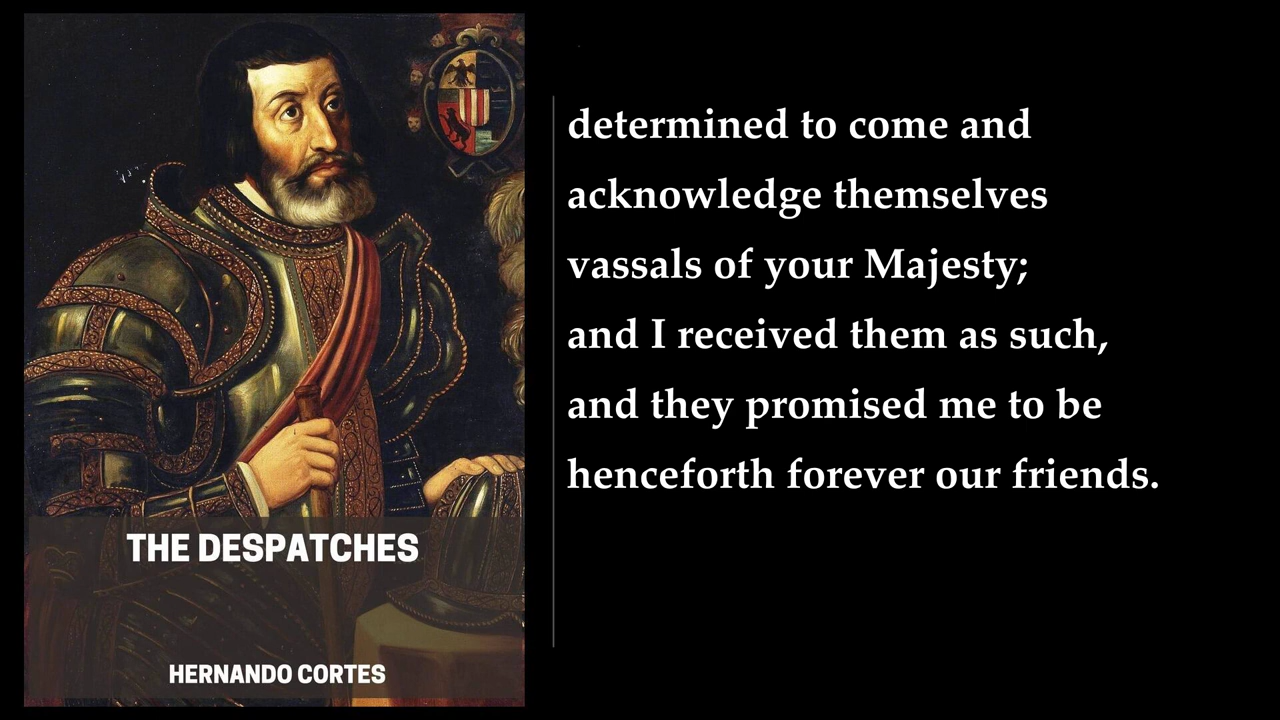 determined to come and
acknowledge themselves
vassals of your Majesty;
and I received them as such,
and they promised me to be
henceforth forever our friends.
THE DESPATCHES
HERNANDO CORTES